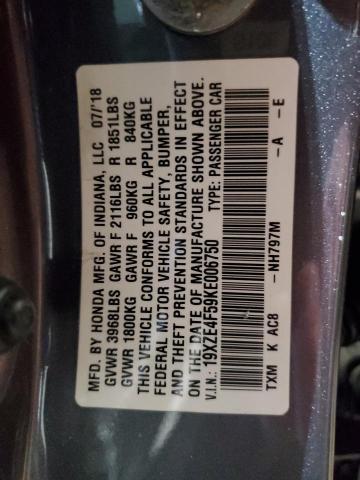 MFD. BY HONDA MFG. OF INDIANA, LLC 07/'18
GVWR 3968LBS GAWR F 2116LBS R 1851LBS
GVWR 1800KG GAWR F 960KG R 840KG
THIS VEHICLE CONFORMS TO ALL APPLICABLE
FEDERAL MOTOR VEHICLE SAFETY, BUMPER,
AND THEFT PREVENTION STANDARDS IN EFFECT
ON THE DATE OF MANUFACTURE SHOWN ABOVE.
V.I.N.: 19XZE4F59KE006750 TYPE: PASSENGER CAR
TXM K AC8 -NH797M -A -E